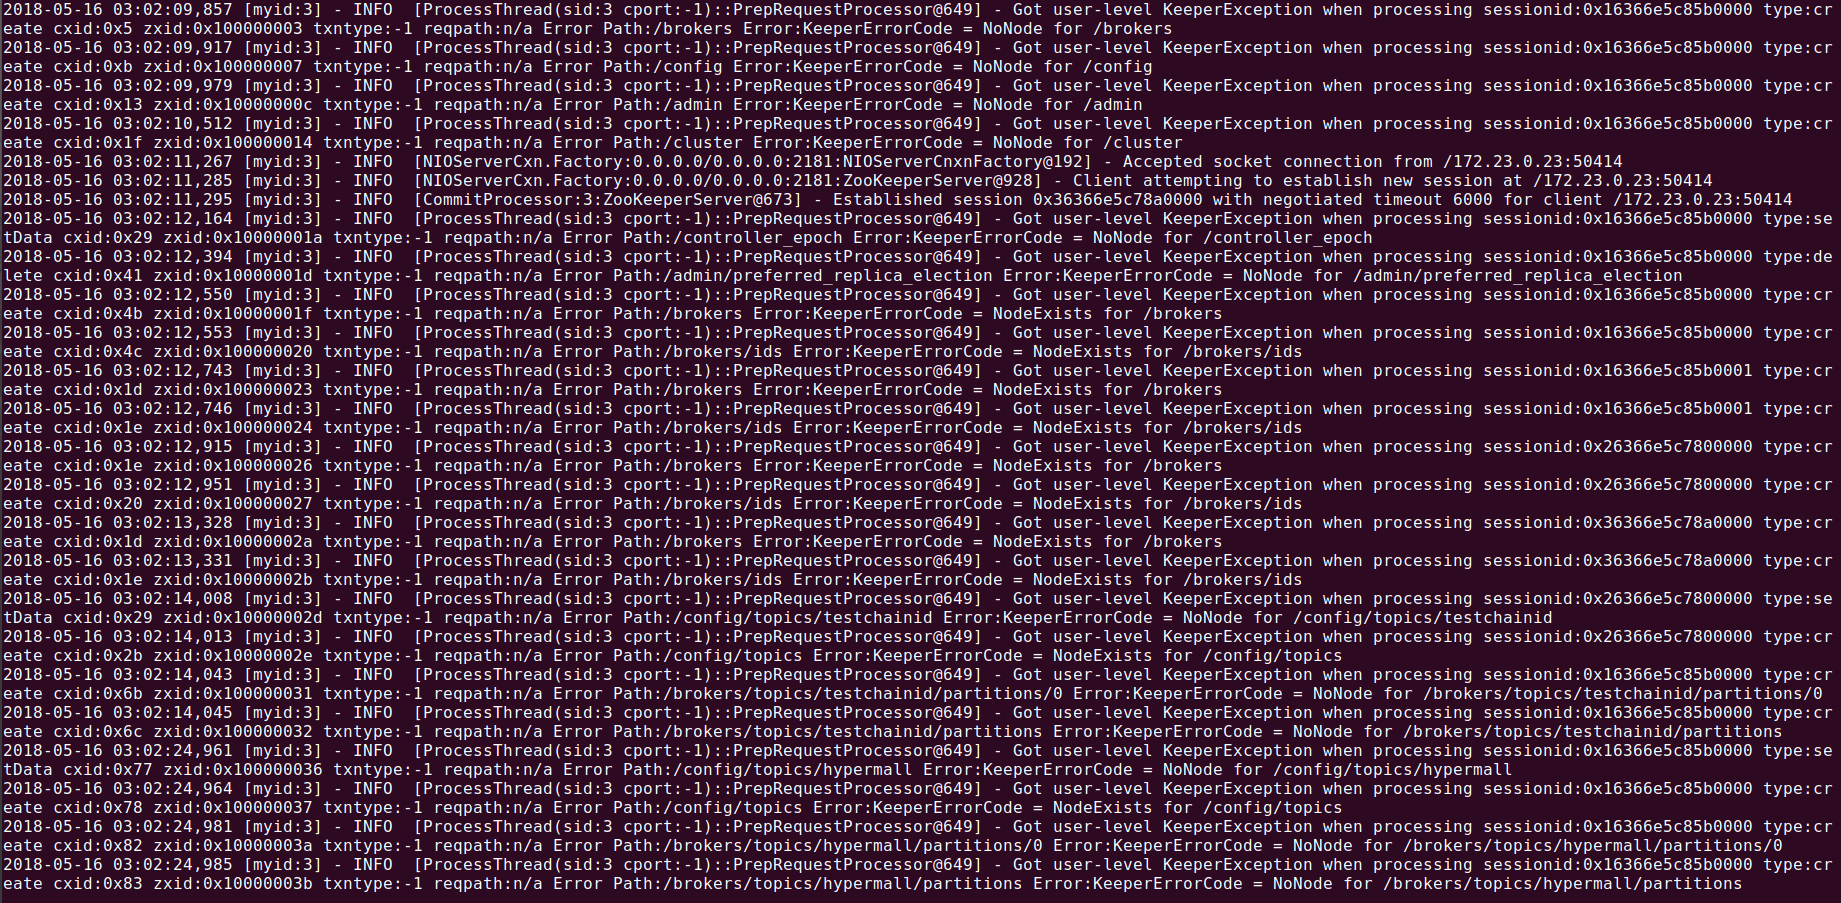 2018-05-16 03:02:09,857 [myid:3] - INFO  [ProcessThread(sid:3 cport:-1)::PrepRequestProcessor@649] - Got user-level KeeperException when processing sessionid:0x16366e5c85b0000 type:cr
eate cxid:0x5 zxid:0x100000003 txntype:-1 reqpath:n/a Error Path:/brokers Error:KeeperErrorCode = NoNode for /brokers
2018-05-16 03:02:09,917 [myid:3] - INFO  [ProcessThread(sid:3 cport:-1)::PrepRequestProcessor@649] - Got user-level KeeperException when processing sessionid:0x16366e5c85b0000 type:cr
eate cxid:0xb zxid:0x100000007 txntype:-1 reqpath:n/a Error Path:/config Error:KeeperErrorCode = NoNode for /config
2018-05-16 03:02:09,979 [myid:3] - INFO  [ProcessThread(sid:3 cport:-1)::PrepRequestProcessor@649] - Got user-level KeeperException when processing sessionid:0x16366e5c85b0000 type:cr
eate cxid:0x13 zxid:0x10000000c txntype:-1 reqpath:n/a Error Path:/admin Error:KeeperErrorCode = NoNode for /admin
2018-05-16 03:02:10,512 [myid:3] - INFO  [ProcessThread(sid:3 cport:-1)::PrepRequestProcessor@649] - Got user-level KeeperException when processing sessionid:0x16366e5c85b0000 type:cr
eate cxid:0x1f zxid:0x100000014 txntype:-1 reqpath:n/a Error Path:/cluster Error:KeeperErrorCode = NoNode for /cluster
2018-05-16 03:02:11,267 [myid:3] - INFO  [NIOServerCxn.Factory:0.0.0.0/0.0.0.0:2181:NIOServerCnxnFactory@192] - Accepted socket connection from /172.23.0.23:50414
2018-05-16 03:02:11,285 [myid:3] - INFO  [NIOServerCxn.Factory:0.0.0.0/0.0.0.0:2181:ZooKeeperServer@928] - Client attempting to establish new session at /172.23.0.23:50414
2018-05-16 03:02:11,295 [myid:3] - INFO  [CommitProcessor:3:ZooKeeperServer@673] - Established session 0x36366e5c78a0000 with negotiated timeout 6000 for client /172.23.0.23:50414
2018-05-16 03:02:12,164 [myid:3] - INFO  [ProcessThread(sid:3 cport:-1)::PrepRequestProcessor@649] - Got user-level KeeperException when processing sessionid:0x16366e5c85b0000 type:se
tData cxid:0x29 zxid:0x10000001a txntype:-1 reqpath:n/a Error Path:/controller_epoch Error:KeeperErrorCode = NoNode for /controller_epoch
2018-05-16 03:02:12,394 [myid:3] - INFO  [ProcessThread(sid:3 cport:-1)::PrepRequestProcessor@649] - Got user-level KeeperException when processing sessionid:0x16366e5c85b0000 type:de
lete cxid:0x41 zxid:0x10000001d txntype:-1 reqpath:n/a Error Path:/admin/preferred_replica_election Error:KeeperErrorCode = NoNode for /admin/preferred_replica_election
2018-05-16 03:02:12,550 [myid:3] - INFO  [ProcessThread(sid:3 cport:-1)::PrepRequestProcessor@649] - Got user-level KeeperException when processing sessionid:0x16366e5c85b0000 type:cr
eate cxid:0x4b zxid:0x10000001f txntype:-1 reqpath:n/a Error Path:/brokers Error:KeeperErrorCode = NodeExists for /brokers
2018-05-16 03:02:12,553 [myid:3] - INFO  [ProcessThread(sid:3 cport:-1)::PrepRequestProcessor@649] - Got user-level KeeperException when processing sessionid:0x16366e5c85b0000 type:cr
eate cxid:0x4c zxid:0x100000020 txntype:-1 reqpath:n/a Error Path:/brokers/ids Error:KeeperErrorCode = NodeExists for /brokers/ids
2018-05-16 03:02:12,743 [myid:3] - INFO  [ProcessThread(sid:3 cport:-1)::PrepRequestProcessor@649] - Got user-level KeeperException when processing sessionid:0x16366e5c85b0001 type:cr
eate cxid:0x1d zxid:0x100000023 txntype:-1 reqpath:n/a Error Path:/brokers Error:KeeperErrorCode = NodeExists for /brokers
2018-05-16 03:02:12,746 [myid:3] - INFO  [ProcessThread(sid:3 cport:-1)::PrepRequestProcessor@649] - Got user-level KeeperException when processing sessionid:0x16366e5c85b0001 type:cr
eate cxid:0x1e zxid:0x100000024 txntype:-1 reqpath:n/a Error Path:/brokers/ids Error:KeeperErrorCode = NodeExists for /brokers/ids
2018-05-16 03:02:12,915 [myid:3] - INFO  [ProcessThread(sid:3 cport:-1)::PrepRequestProcessor@649] - Got user-level KeeperException when processing sessionid:0x26366e5c7800000 type:cr
eate cxid:0x1e zxid:0x100000026 txntype:-1 reqpath:n/a Error Path:/brokers Error:KeeperErrorCode = NodeExists for /brokers
2018-05-16 03:02:12,951 [myid:3] - INFO  [ProcessThread(sid:3 cport:-1)::PrepRequestProcessor@649] - Got user-level KeeperException when processing sessionid:0x26366e5c7800000 type:cr
eate cxid:0x20 zxid:0x100000027 txntype:-1 reqpath:n/a Error Path:/brokers/ids Error:KeeperErrorCode = NodeExists for /brokers/ids
2018-05-16 03:02:13,328 [myid:3] - INFO  [ProcessThread(sid:3 cport:-1)::PrepRequestProcessor@649] - Got user-level KeeperException when processing sessionid:0x36366e5c78a0000 type:cr
eate cxid:0x1d zxid:0x10000002a txntype:-1 reqpath:n/a Error Path:/brokers Error:KeeperErrorCode = NodeExists for /brokers
2018-05-16 03:02:13,331 [myid:3] - INFO  [ProcessThread(sid:3 cport:-1)::PrepRequestProcessor@649] - Got user-level KeeperException when processing sessionid:0x36366e5c78a0000 type:cr
eate cxid:0x1e zxid:0x10000002b txntype:-1 reqpath:n/a Error Path:/brokers/ids Error:KeeperErrorCode = NodeExists for /brokers/ids
2018-05-16 03:02:14,008 [myid:3] - INFO  [ProcessThread(sid:3 cport:-1)::PrepRequestProcessor@649] - Got user-level KeeperException when processing sessionid:0x26366e5c7800000 type:se
tData cxid:0x29 zxid:0x10000002d txntype:-1 reqpath:n/a Error Path:/config/topics/testchainid Error:KeeperErrorCode = NoNode for /config/topics/testchainid
2018-05-16 03:02:14,013 [myid:3] - INFO  [ProcessThread(sid:3 cport:-1)::PrepRequestProcessor@649] - Got user-level KeeperException when processing sessionid:0x26366e5c7800000 type:cr
eate cxid:0x2b zxid:0x10000002e txntype:-1 reqpath:n/a Error Path:/config/topics Error:KeeperErrorCode = NodeExists for /config/topics
2018-05-16 03:02:14,043 [myid:3] - INFO  [ProcessThread(sid:3 cport:-1)::PrepRequestProcessor@649] - Got user-level KeeperException when processing sessionid:0x16366e5c85b0000 type:cr
eate cxid:0x6b zxid:0x100000031 txntype:-1 reqpath:n/a Error Path:/brokers/topics/testchainid/partitions/0 Error:KeeperErrorCode = NoNode for /brokers/topics/testchainid/partitions/0
2018-05-16 03:02:14,045 [myid:3] - INFO  [ProcessThread(sid:3 cport:-1)::PrepRequestProcessor@649] - Got user-level KeeperException when processing sessionid:0x16366e5c85b0000 type:cr
eate cxid:0x6c zxid:0x100000032 txntype:-1 reqpath:n/a Error Path:/brokers/topics/testchainid/partitions Error:KeeperErrorCode = NoNode for /brokers/topics/testchainid/partitions
2018-05-16 03:02:24,961 [myid:3] - INFO  [ProcessThread(sid:3 cport:-1)::PrepRequestProcessor@649] - Got user-level KeeperException when processing sessionid:0x16366e5c85b0000 type:se
tData cxid:0x77 zxid:0x100000036 txntype:-1 reqpath:n/a Error Path:/config/topics/hypermall Error:KeeperErrorCode = NoNode for /config/topics/hypermall
2018-05-16 03:02:24,964 [myid:3] - INFO  [ProcessThread(sid:3 cport:-1)::PrepRequestProcessor@649] - Got user-level KeeperException when processing sessionid:0x16366e5c85b0000 type:cr
eate cxid:0x78 zxid:0x100000037 txntype:-1 reqpath:n/a Error Path:/config/topics Error:KeeperErrorCode = NodeExists for /config/topics
2018-05-16 03:02:24,981 [myid:3] - INFO  [ProcessThread(sid:3 cport:-1)::PrepRequestProcessor@649] - Got user-level KeeperException when processing sessionid:0x16366e5c85b0000 type:cr
eate cxid:0x82 zxid:0x10000003a txntype:-1 reqpath:n/a Error Path:/brokers/topics/hypermall/partitions/0 Error:KeeperErrorCode = NoNode for /brokers/topics/hypermall/partitions/0
2018-05-16 03:02:24,985 [myid:3] - INFO  [ProcessThread(sid:3 cport:-1)::PrepRequestProcessor@649] - Got user-level KeeperException when processing sessionid:0x16366e5c85b0000 type:cr
eate cxid:0x83 zxid:0x10000003b txntype:-1 reqpath:n/a Error Path:/brokers/topics/hypermall/partitions Error:KeeperErrorCode = NoNode for /brokers/topics/hypermall/partitions